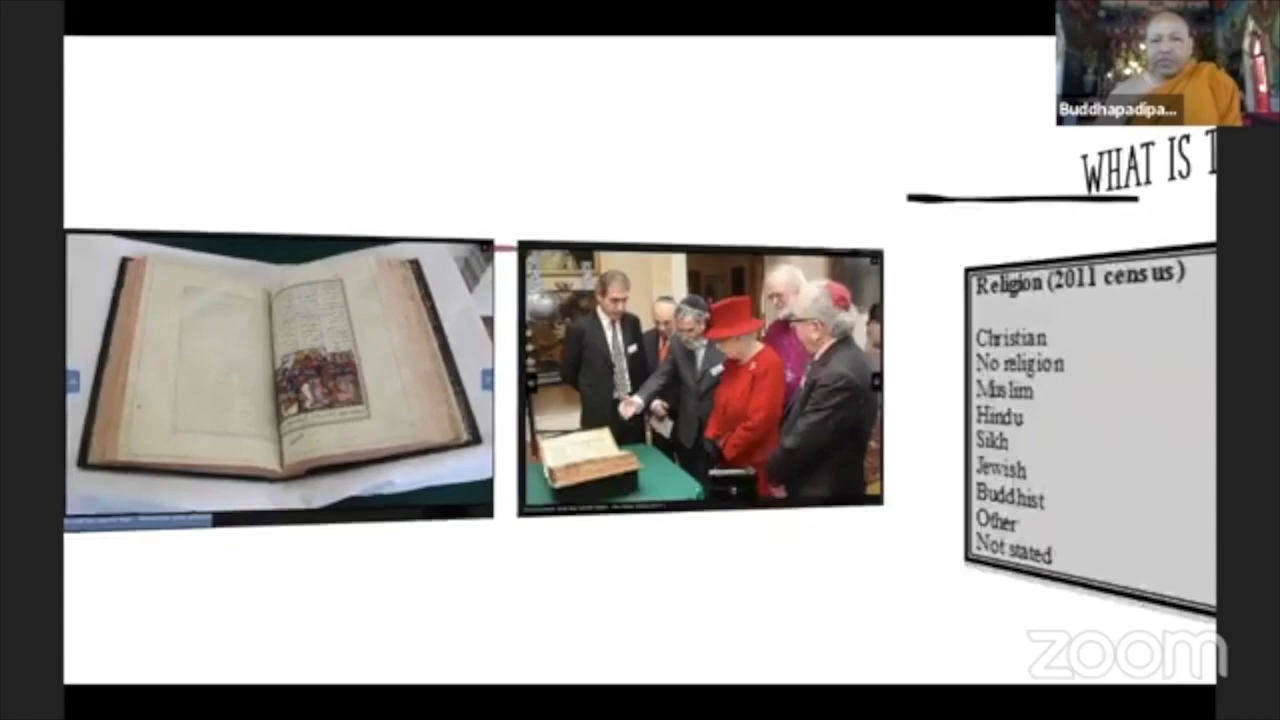 Buddhapadipa...
WHAT IS T
Religion (2011 census)
Christian
No religion
Muslim
Hindu
Sikh
Jewish
Buddhist
Other
Not stated
zoom